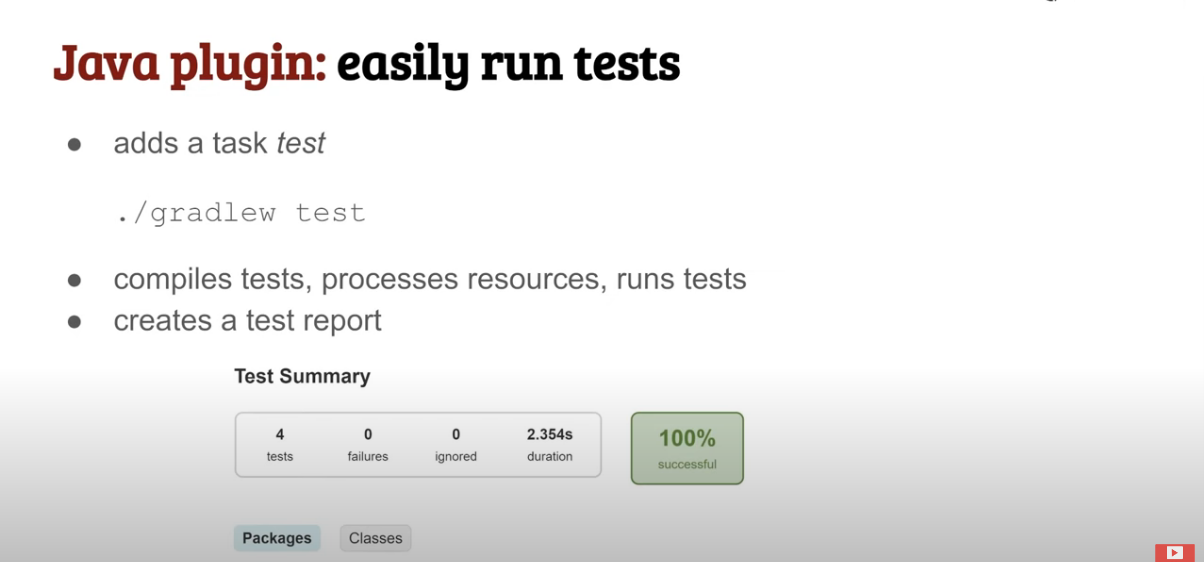 Java plugin: easily run tests
● adds a task test
./gradlew test
● compiles tests, processes resources, runs tests
● creates a test report
Test Summary
4 0 0 2.354s 100%
tests failures ignored duration successful
Packages Classes